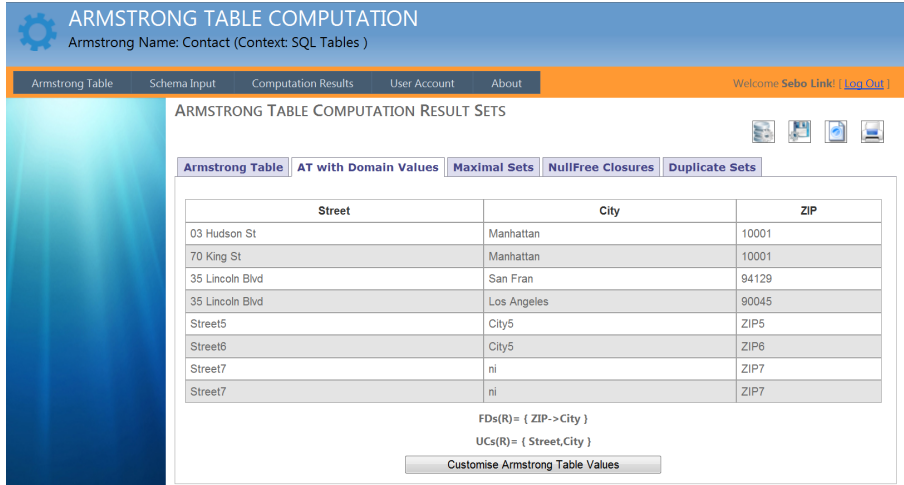 ARMSTRONG TABLE COMPUTATION
Armstrong Name: Contact (Context: SQL Tables )
Armstrong Table Schema Input Computation Results User Account About Welcome Sebo Link! [ Log Out ]
ARMSTRONG TABLE COMPUTATION RESULT SETS
Armstrong Table AT with Domain Values Maximal Sets NullFree Closures Duplicate Sets
Street City ZIP
03 Hudson St Manhattan 10001
70 King St Manhattan 10001
35 Lincoln Blvd San Fran 94129
35 Lincoln Blvd Los Angeles 90045
Street5 City5 ZIP5
Street6 City5 ZIP6
Street7 ni ZIP7
Street7 ni ZIP7
FDs(R)= { ZIP->City }
UCs(R)= { Street,City }
Customise Armstrong Table Values